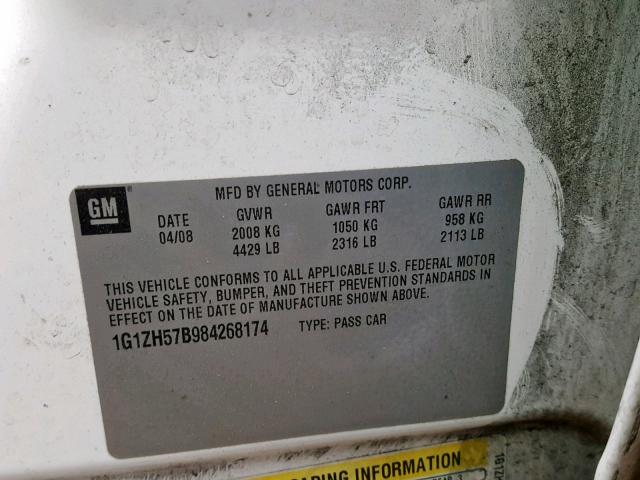 GM
MFD BY GENERAL MOTORS CORP.
DATE GVWR GAWR FRT GAWR RR
04/08 2008 KG 1050 KG 958 KG
4429 LB 2316 LB 2113 LB
THIS VEHICLE CONFORMS TO ALL APPLICABLE U.S. FEDERAL MOTOR
VEHICLE SAFETY, BUMPER, AND THEFT PREVENTION STANDARDS IN
EFFECT ON THE DATE OF MANUFACTURE SHOWN ABOVE.
1G1ZH57B984268174 TYPE: PASS CAR
INFORMATION